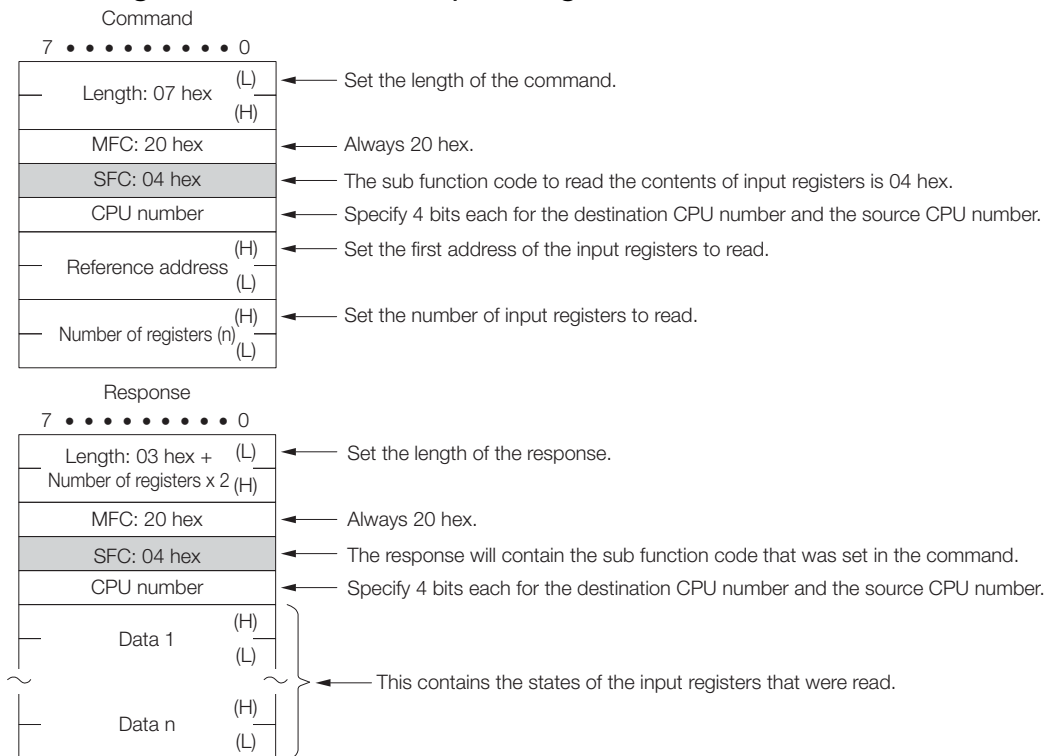 Command
7 ● ● ● ● ● ● ● ● ● 0
Length: 07 hex (L) Set the length of the command.
(H)
MFC: 20 hex Always 20 hex.
SFC: 04 hex The sub function code to read the contents of input registers is 04 hex.
CPU number Specify 4 bits each for the destination CPU number and the source CPU number.
Reference address (H) Set the first address of the input registers to read.
(L)
Number of registers (n) (H) Set the number of input registers to read.
(L)
Response
7 ● ● ● ● ● ● ● ● ● 0
Length: 03 hex + (L) Set the length of the response.
Number of registers x 2 (H)
MFC: 20 hex Always 20 hex.
SFC: 04 hex The response will contain the sub function code that was set in the command.
CPU number Specify 4 bits each for the destination CPU number and the source CPU number.
Data 1 (H)
(L)
This contains the states of the input registers that were read.
Data n (H)
(L)